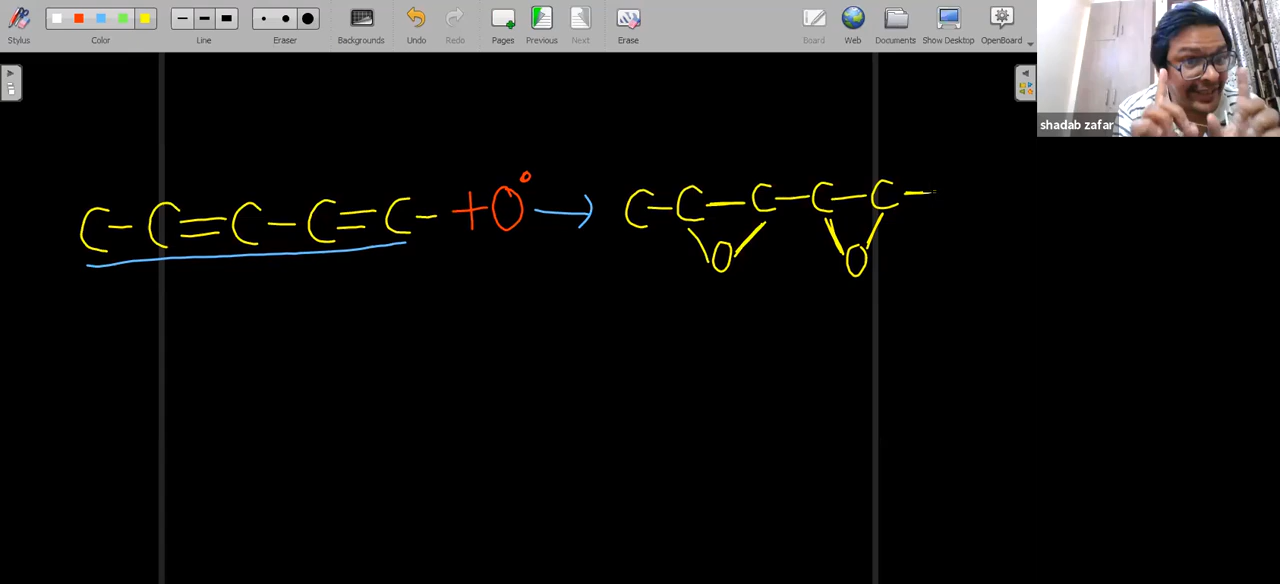 Stylus Color Line Eraser Backgrounds Undo Redo Pages Previous Next Erase Board Web Documents Show Desktop OpenBoard
shadab zafar
C-C=C-C=C- +O° → C-C-C-C-C-
O O